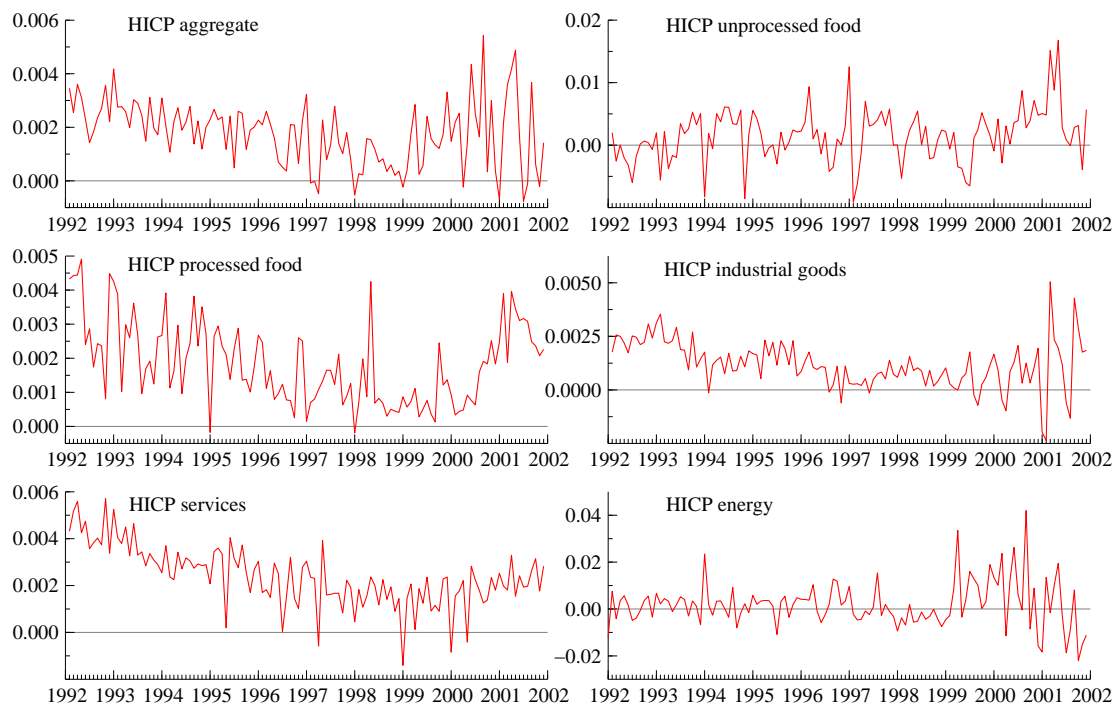 HICP aggregate
0.006
0.004
0.002
0.000
1992 1993 1994 1995 1996 1997 1998 1999 2000 2001 2002
HICP unprocessed food
0.02
0.01
0.00
1992 1993 1994 1995 1996 1997 1998 1999 2000 2001 2002
HICP processed food
0.005
0.004
0.003
0.002
0.001
0.000
1992 1993 1994 1995 1996 1997 1998 1999 2000 2001 2002
HICP industrial goods
0.0050
0.0025
0.0000
1992 1993 1994 1995 1996 1997 1998 1999 2000 2001 2002
HICP services
0.006
0.004
0.002
0.000
1992 1993 1994 1995 1996 1997 1998 1999 2000 2001 2002
HICP energy
0.04
0.02
0.00
−0.02
1992 1993 1994 1995 1996 1997 1998 1999 2000 2001 2002